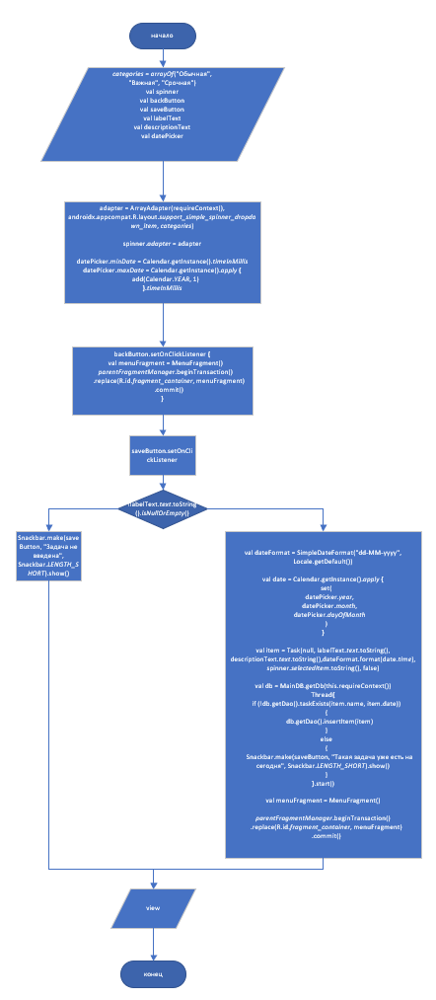 начало
categories = arrayOf("Обычная",
"Важная", "Срочная")
val spinner
val backButton
val saveButton
val labelText
val descriptionText
val datePicker
adapter = ArrayAdapter(requireContext(),
androidx.appcompat.R.layout.support_simple_spinner_dropdo
wn_item, categories)
spinner.adapter = adapter
datePicker.minDate = Calendar.getInstance().timeInMillis
datePicker.maxDate = Calendar.getInstance().apply {
add(Calendar.YEAR, 1)
}.timeInMillis
backButton.setOnClickListener {
val menuFragment = MenuFragment()
parentFragmentManager.beginTransaction()
.replace(R.id.fragment_container, menuFragment)
.commit()
}
saveButton.setOnCli
ckListener
labelText.text.toString
().isNullOrEmpty()
Snackbar.make(save
Button, "Задача не
введена",
Snackbar.LENGTH_S
HORT).show()
val dateFormat = SimpleDateFormat("dd-MM-yyyy",
Locale.getDefault())
val date = Calendar.getInstance().apply {
set(
datePicker.year,
datePicker.month,
datePicker.dayOfMonth
)
}
val item = Task(null, labelText.text.toString(),
descriptionText.text.toString(),dateFormat.format(date.time),
spinner.selectedItem.toString(), false)
val db = MainDB.getDb(this.requireContext())
Thread{
if (!db.getDao().taskExists(item.name, item.date))
{
db.getDao().insertItem(item)
}
else
{
Snackbar.make(saveButton, "Такая задача уже есть на
сегодня", Snackbar.LENGTH_SHORT).show()
}
}.start()
val menuFragment = MenuFragment()
parentFragmentManager.beginTransaction()
.replace(R.id.fragment_container, menuFragment)
.commit()
view
конец